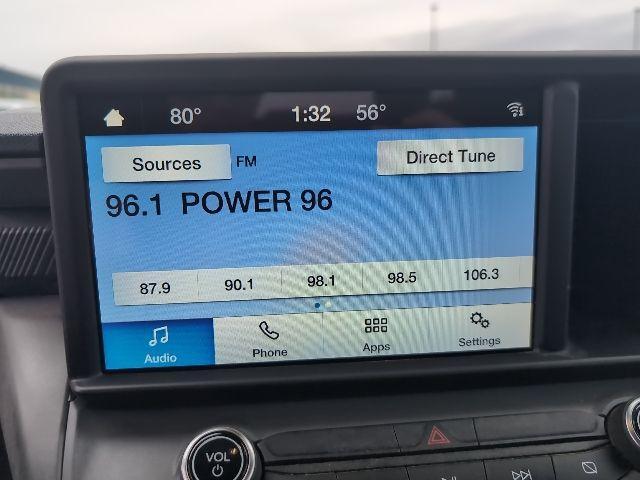 80° 1:32 56°
Sources FM Direct Tune
96.1 POWER 96
87.9 90.1 98.1 98.5 106.3
Audio Phone Apps Settings
VOL